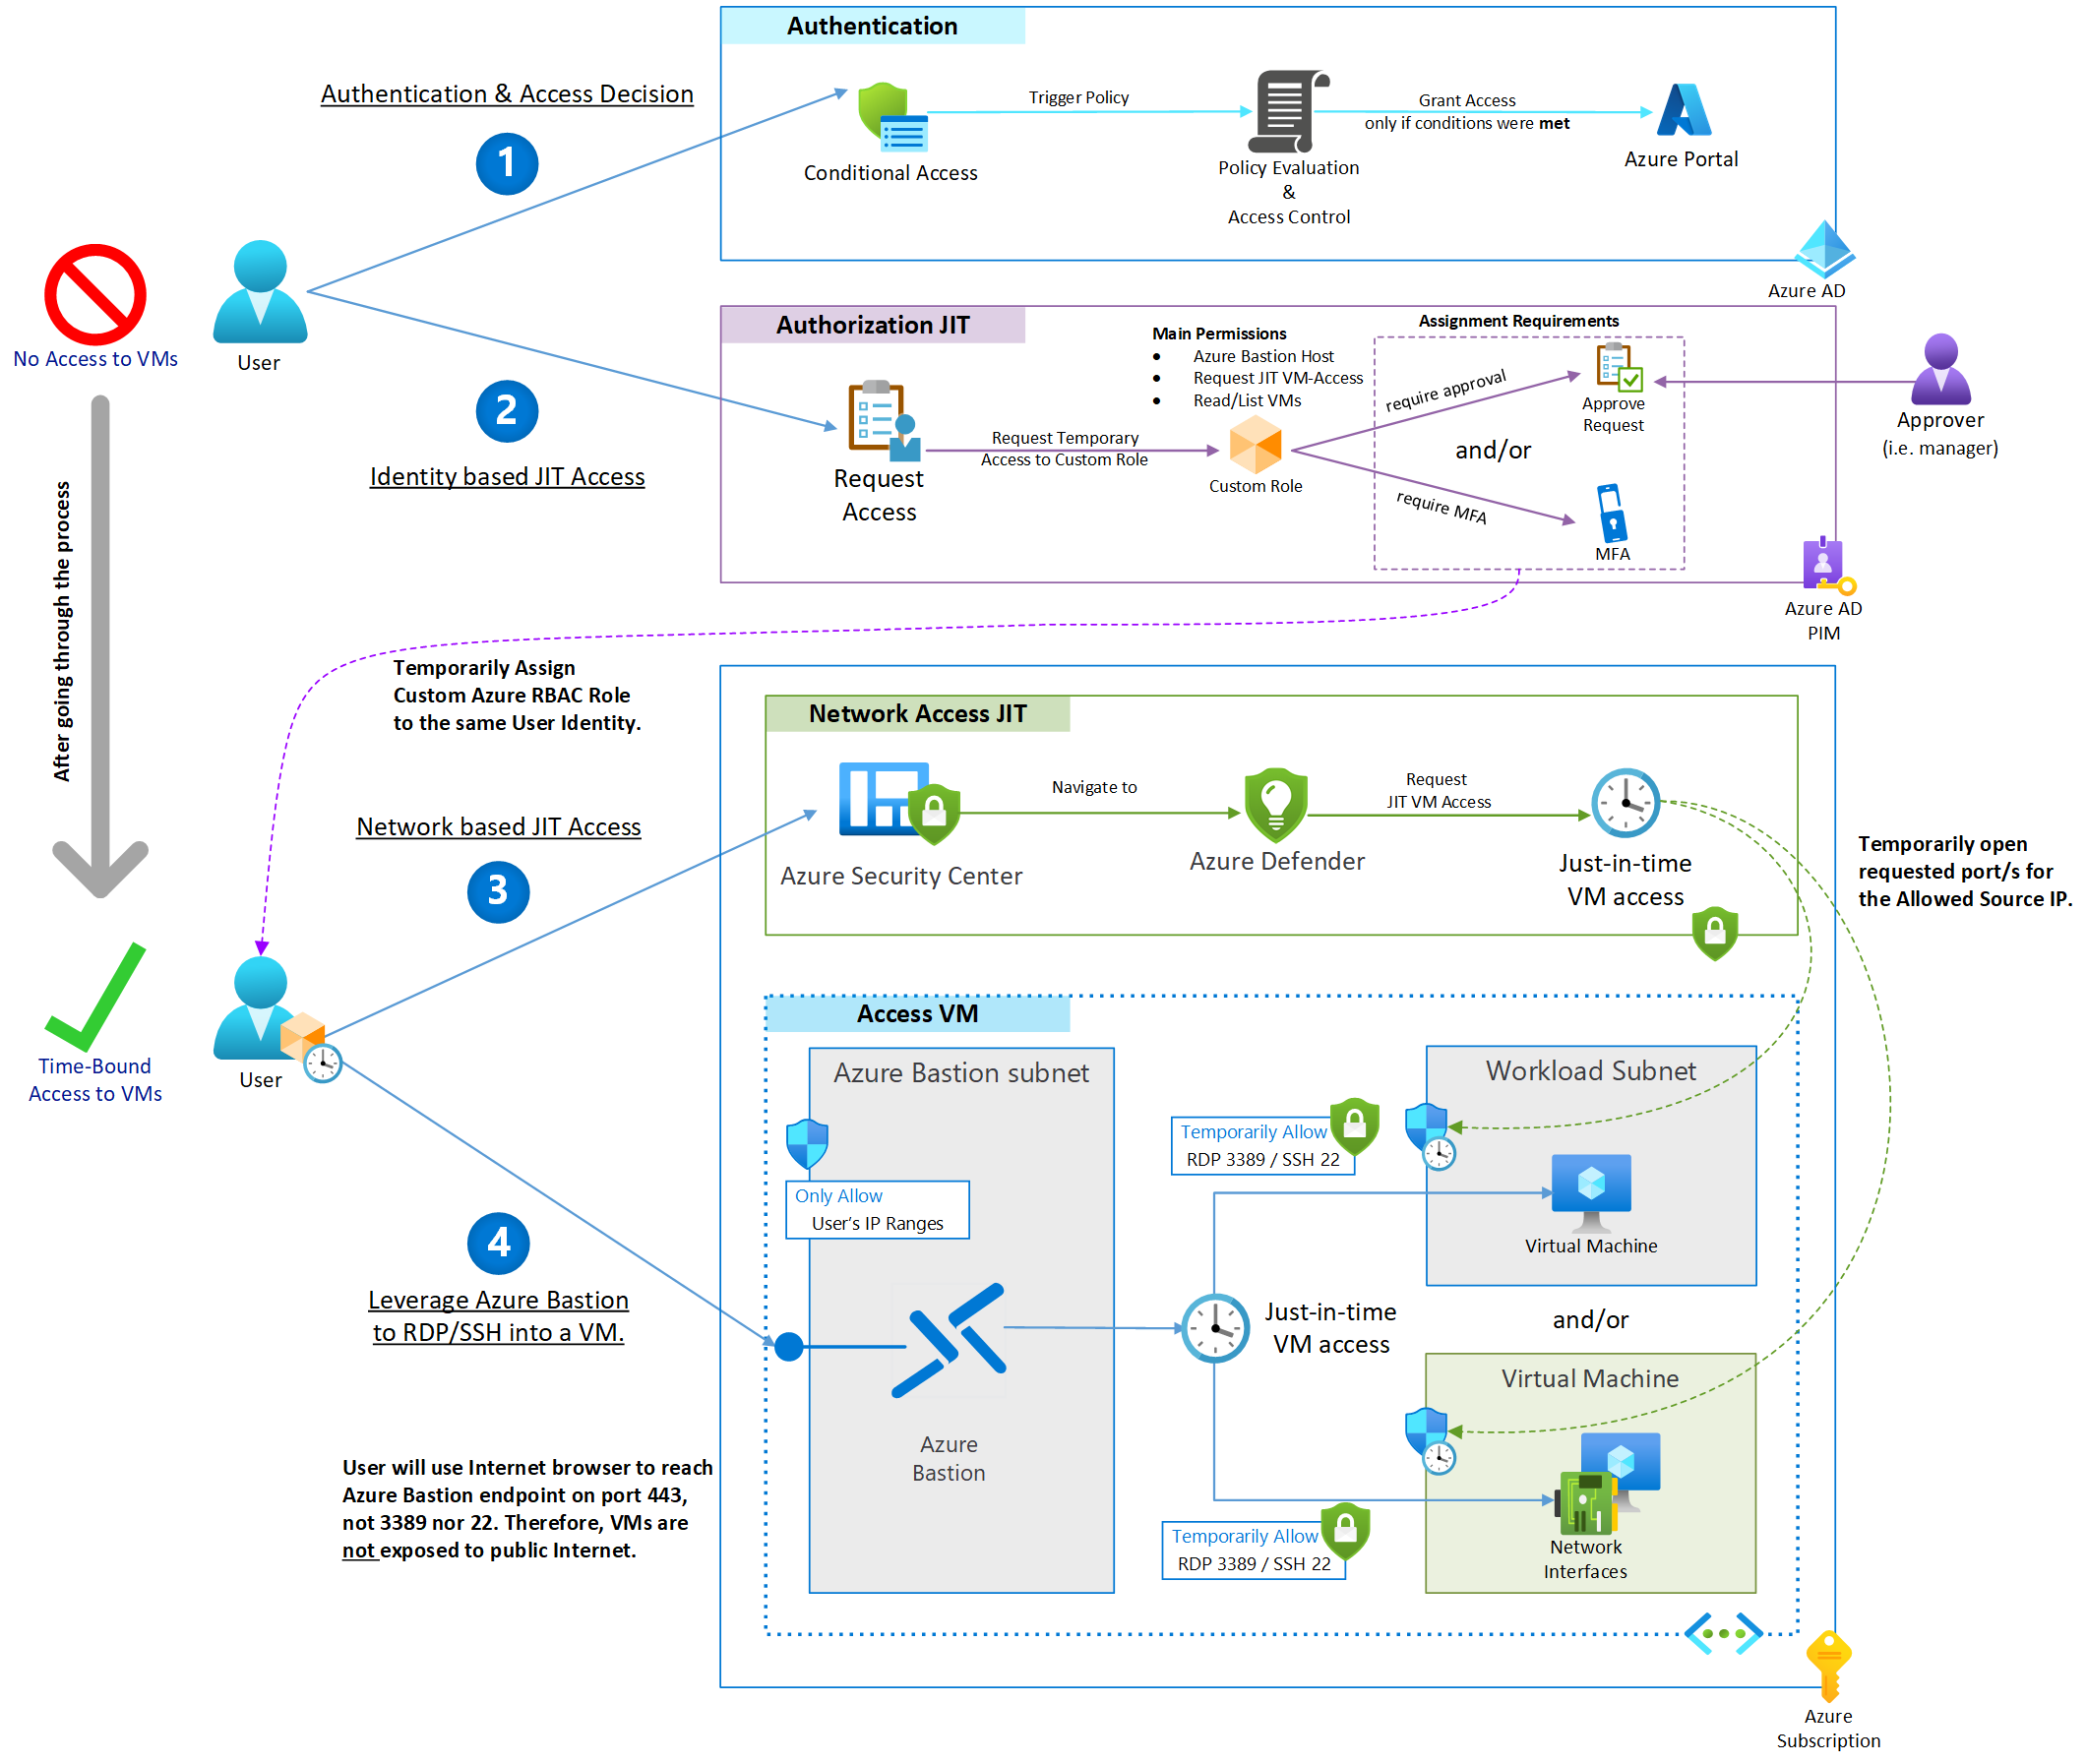 Authentication
Authentication & Access Decision
1
Trigger Policy
Grant Access
only if conditions were met
Conditional Access
Policy Evaluation
&
Access Control
Azure Portal
Azure AD
No Access to VMs
User
Authorization JIT
Main Permissions
• Azure Bastion Host
• Request JIT VM-Access
• Read/List VMs
Assignment Requirements
require approval
Approve
Request
and/or
require MFA
MFA
Approver
(i.e. manager)
2
Identity based JIT Access
Request
Access
Request Temporary
Access to Custom Role
Custom Role
Azure AD
PIM
After going through the process
Temporarily Assign
Custom Azure RBAC Role
to the same User Identity.
Network Access JIT
Network based JIT Access
3
Azure Security Center
Navigate to
Azure Defender
Request
JIT VM Access
Just-in-time
VM access
Temporarily open
requested port/s for
the Allowed Source IP.
Time-Bound
Access to VMs
User
Access VM
Azure Bastion subnet
Only Allow
User's IP Ranges
Temporarily Allow
RDP 3389 / SSH 22
Workload Subnet
Virtual Machine
4
Leverage Azure Bastion
to RDP/SSH into a VM.
Just-in-time
VM access
and/or
Azure
Bastion
Virtual Machine
Network
Interfaces
Temporarily Allow
RDP 3389 / SSH 22
User will use Internet browser to reach
Azure Bastion endpoint on port 443,
not 3389 nor 22. Therefore, VMs are
not exposed to public Internet.
Azure
Subscription